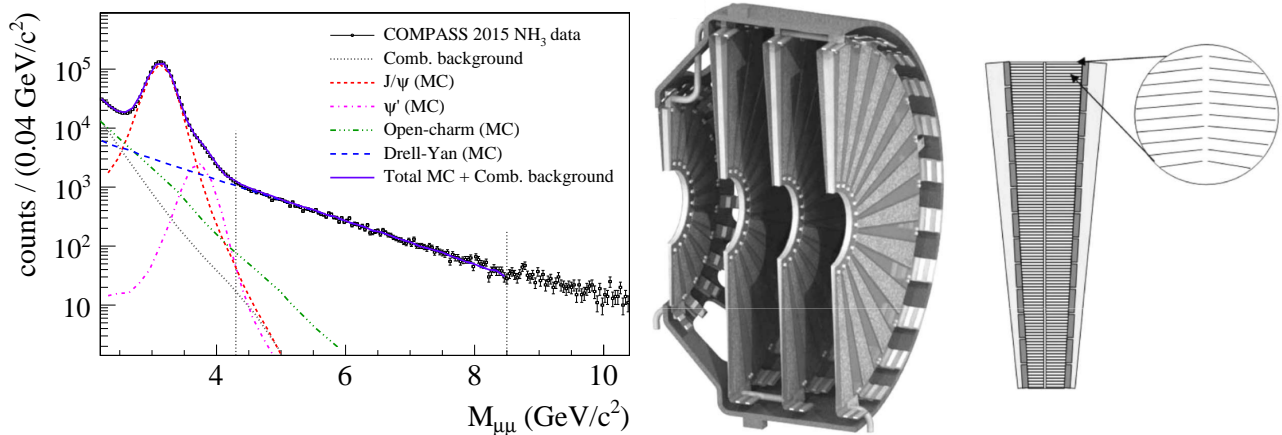 counts / (0.04 GeV/c²)
10⁵
10⁴
10³
10²
10
COMPASS 2015 NH₃ data
Comb. background
J/ψ (MC)
ψ' (MC)
Open-charm (MC)
Drell-Yan (MC)
Total MC + Comb. background
4 6 8 10
M_μμ (GeV/c²)